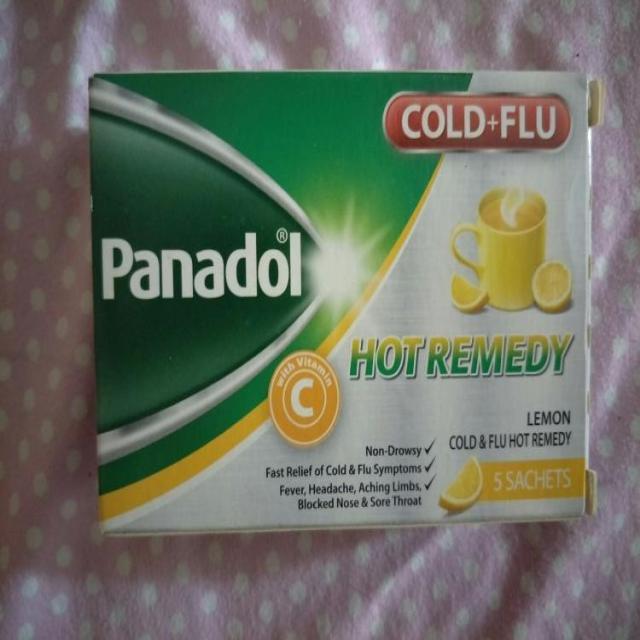 COLD+FLU
Panadol®
HOT REMEDY
with Vitamin
C
LEMON
COLD & FLU HOT REMEDY
5 SACHETS
Non-Drowsy ✓
Fast Relief of Cold & Flu Symptoms ✓
Fever, Headache, Aching Limbs, ✓
Blocked Nose & Sore Throat